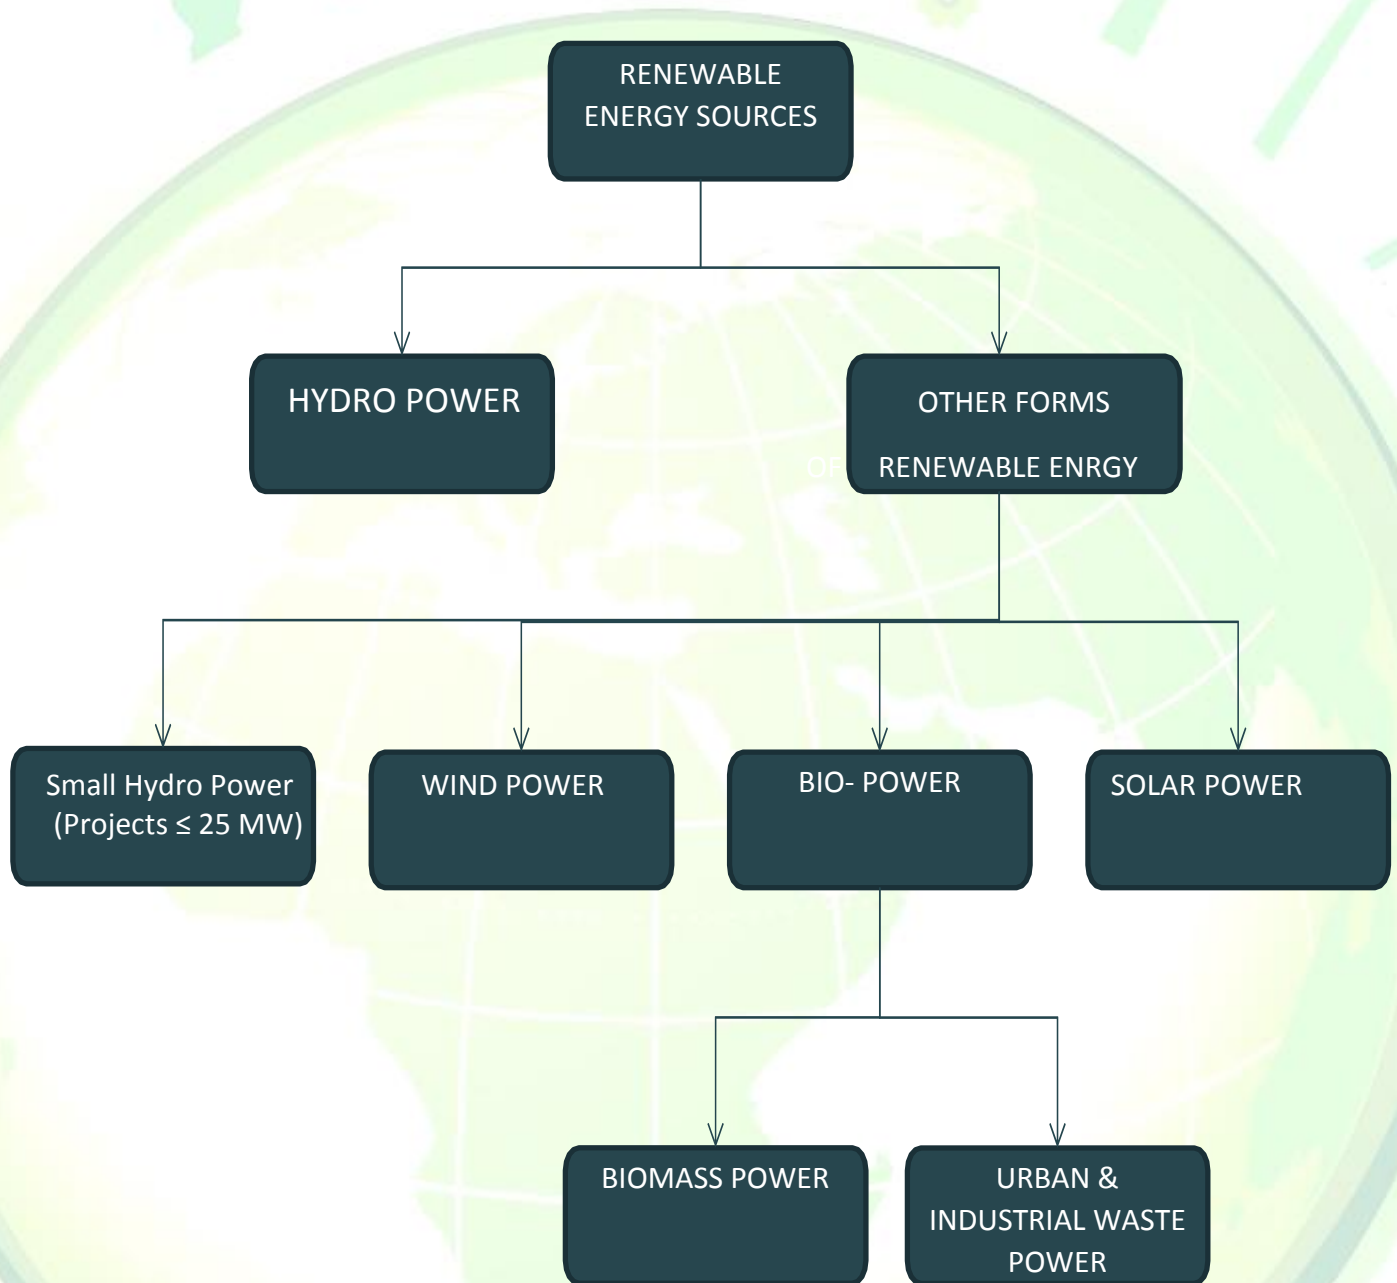 RENEWABLE
ENERGY SOURCES
HYDRO POWER
OTHER FORMS
OF RENEWABLE ENRGY
Small Hydro Power
(Projects ≤ 25 MW)
WIND POWER
BIO- POWER
SOLAR POWER
BIOMASS POWER
URBAN &
INDUSTRIAL WASTE
POWER